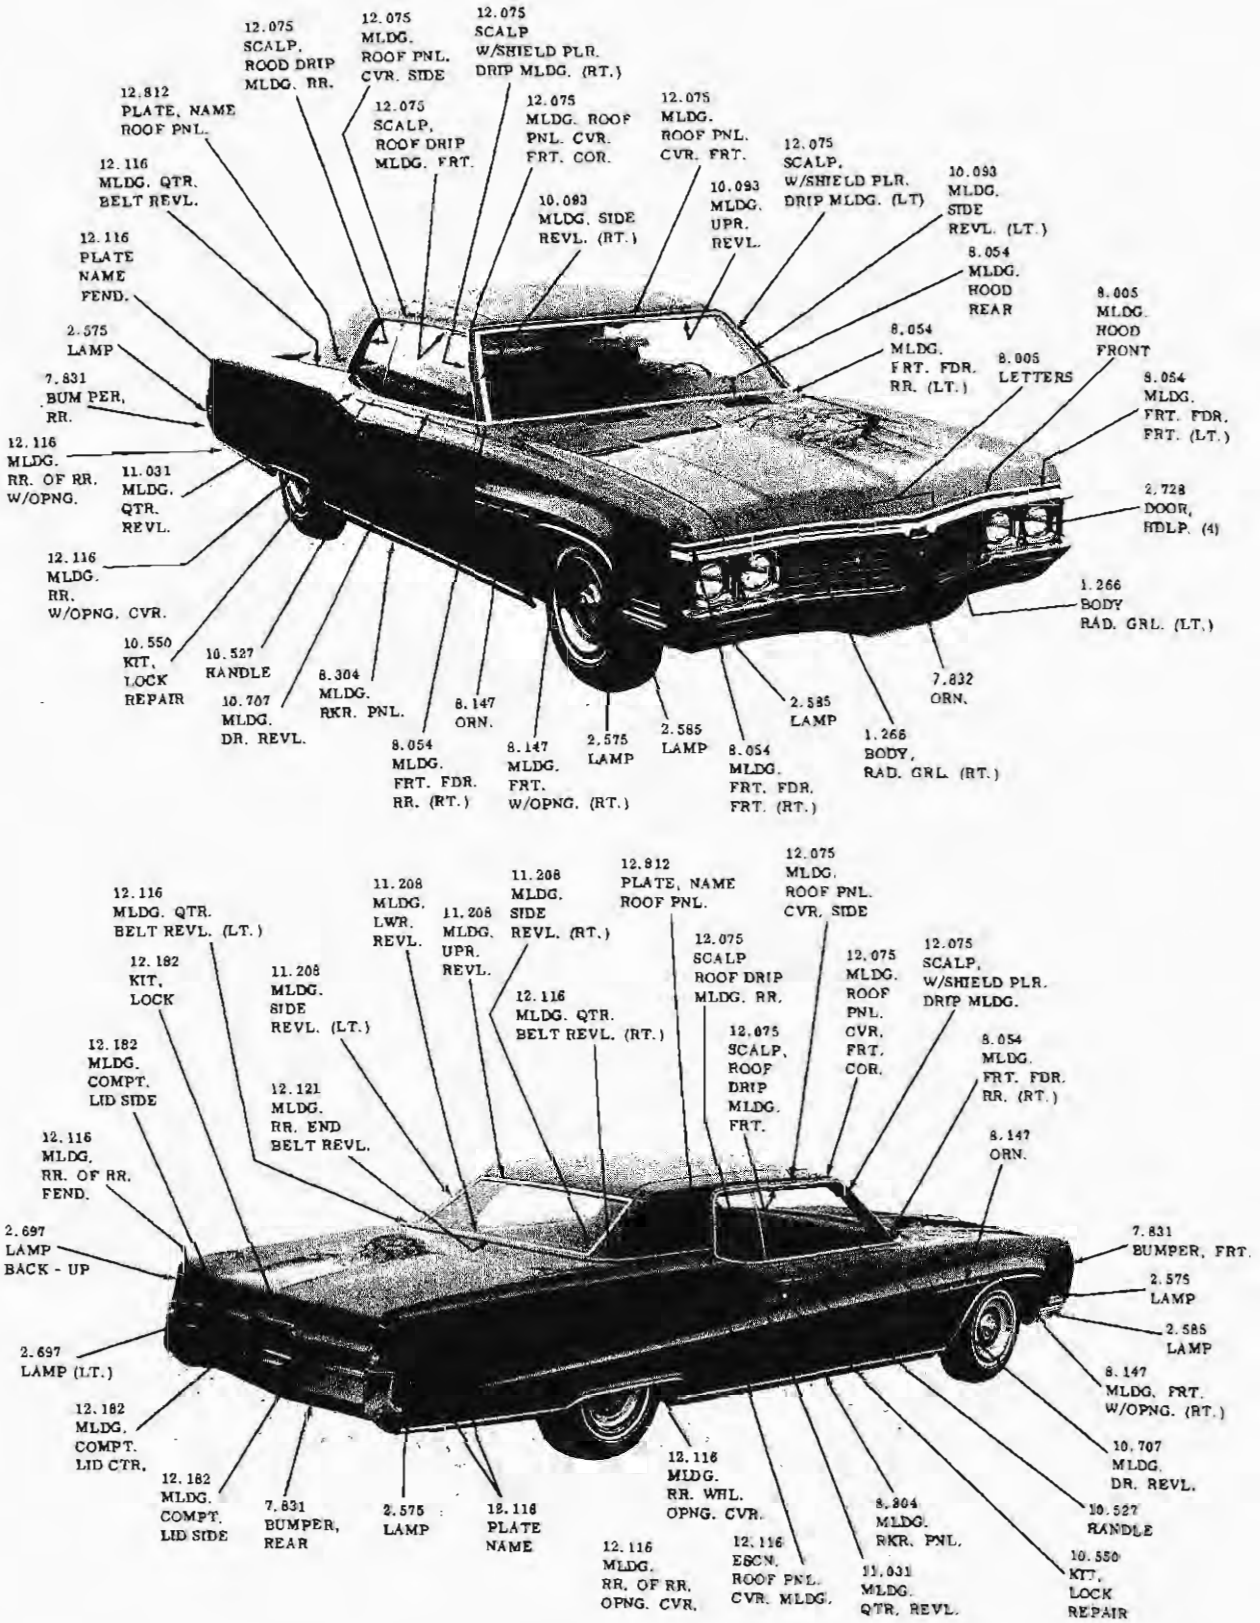 12.075
SCALP,
ROOD DRIP
MLDG. RR.
12.075
MLDG.
ROOF PNL.
CVR. SIDE
12.075
SCALP
W/SHIELD PLR.
DRIP MLDG. (RT.)
12.812
PLATE, NAME
ROOF PNL.
12.075
SCALP,
ROOF DRIP
MLDG. FRT.
12.075
MLDG. ROOF
PNL. CVR.
FRT. COR.
12.075
MLDG.
ROOF PNL.
CVR. FRT.
12.075
SCALP,
W/SHIELD PLR.
DRIP MLDG. (LT)
10.093
MLDG.
SIDE
REVL. (LT.)
12.116
MLDG. QTR.
BELT REVL.
10.093
MLDG. SIDE
REVL. (RT.)
10.093
MLDG.
UPR.
REVL.
12.116
PLATE
NAME
FEND.
8.054
MLDG.
HOOD
REAR
8.005
MLDG.
HOOD
FRONT
2.575
LAMP
8.054
MLDG.
FRT. FDR.
RR. (LT.)
8.005
LETTERS
8.054
MLDG.
FRT. FDR.
FRT. (LT.)
7.831
BUMPER,
RR.
12.116
MLDG.
RR. OF RR.
W/OPNG.
11.031
MLDG.
QTR.
REVL.
2.728
DOOR,
HDLP. (4)
12.116
MLDG.
RR.
W/OPNG. CVR.
1.266
BODY
RAD. GRL. (LT.)
10.550
KIT,
LOCK
REPAIR
10.527
HANDLE
10.707
MLDG.
DR. REVL.
8.304
MLDG.
RKR. PNL.
8.054
MLDG.
FRT. FDR.
RR. (RT.)
8.147
ORN.
8.147
MLDG.
FRT.
W/OPNG. (RT.)
2.575
LAMP
2.585
LAMP
8.054
MLDG.
FRT. FDR.
FRT. (RT.)
2.585
LAMP
1.266
BODY,
RAD. GRL. (RT.)
7.832
ORN.
12.116
MLDG. QTR.
BELT REVL. (LT.)
11.208
MLDG.
LWR.
REVL.
11.208
MLDG.
UPR.
REVL.
11.208
MLDG.
SIDE
REVL. (RT.)
12.812
PLATE, NAME
ROOF PNL.
12.075
MLDG.
ROOF PNL.
CVR. SIDE
12.182
KIT,
LOCK
11.208
MLDG.
SIDE
REVL. (LT.)
12.116
MLDG. QTR.
BELT REVL. (RT.)
12.075
SCALP
ROOF DRIP
MLDG. RR.
12.075
MLDG.
ROOF
PNL.
CVR.
FRT.
COR.
12.075
SCALP,
W/SHIELD PLR.
DRIP MLDG.
12.182
MLDG.
COMPT.
LID SIDE
12.121
MLDG.
RR. END
BELT REVL.
12.075
SCALP,
ROOF
DRIP
MLDG.
FRT.
8.054
MLDG.
FRT. FDR.
RR. (RT.)
12.116
MLDG.
RR. OF RR.
FEND.
8.147
ORN.
2.697
LAMP
BACK - UP
7.831
BUMPER, FRT.
2.575
LAMP
2.585
LAMP
2.697
LAMP (LT.)
8.147
MLDG. FRT.
W/OPNG. (RT.)
12.182
MLDG.
COMPT.
LID CTR.
10.707
MLDG.
DR. REVL.
12.182
MLDG.
COMPT.
LID SIDE
7.831
BUMPER,
REAR
2.575
LAMP
12.116
PLATE
NAME
12.116
MLDG.
RR. WHL.
OPNG. CVR.
8.304
MLDG.
RKR. PNL.
10.527
HANDLE
12.116
MLDG.
RR. OF RR.
OPNG. CVR.
12.116
ESCN.
ROOF PNL.
CVR. MLDG.
11.031
MLDG.
QTR. REVL.
10.550
KIT,
LOCK
REPAIR